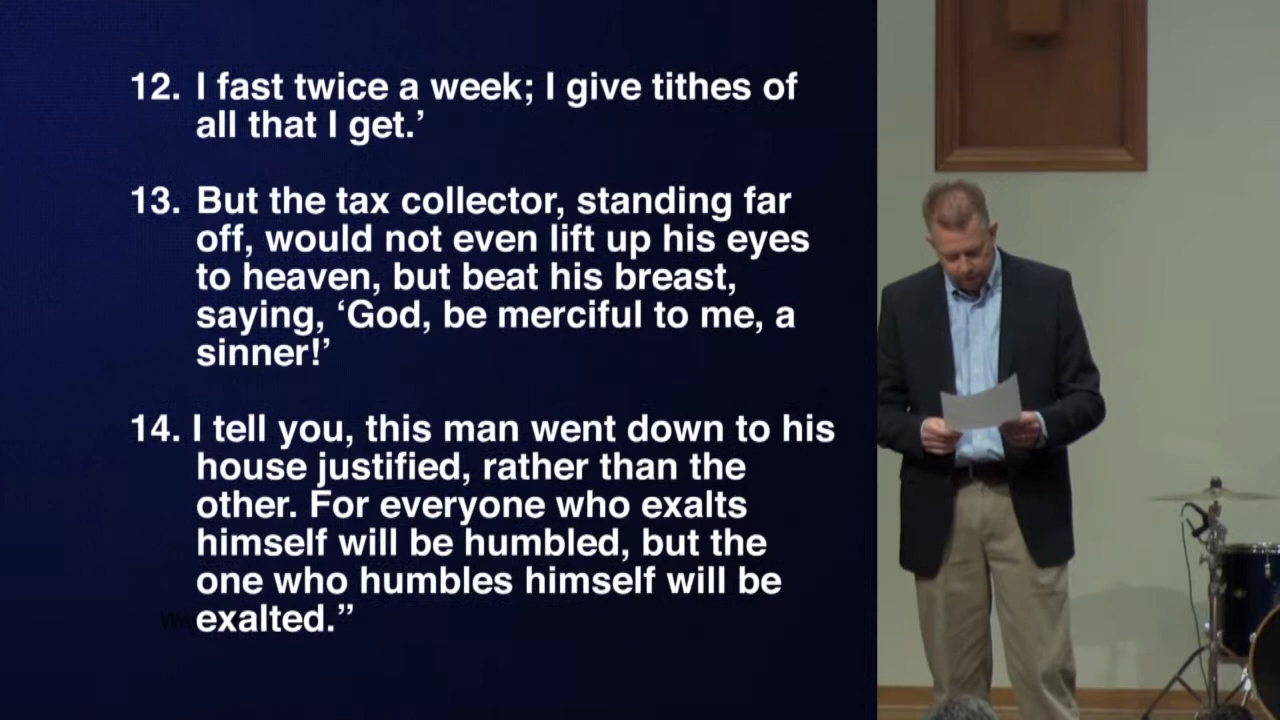 12. I fast twice a week; I give tithes of
all that I get.’
13. But the tax collector, standing far
off, would not even lift up his eyes
to heaven, but beat his breast,
saying, ‘God, be merciful to me, a
sinner!’
14. I tell you, this man went down to his
house justified, rather than the
other. For everyone who exalts
himself will be humbled, but the
one who humbles himself will be
exalted.”